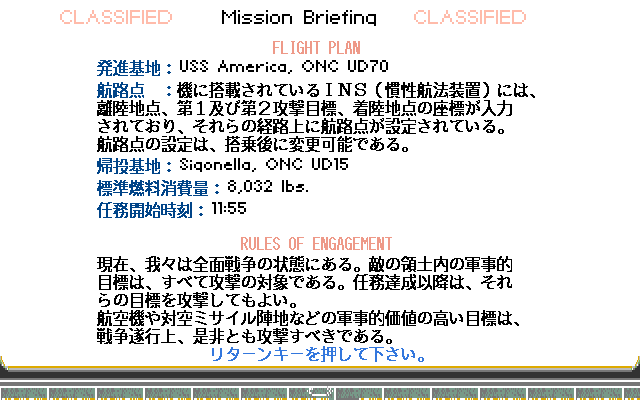 CLASSIFIED Mission Briefing CLASSIFIED
FLIGHT PLAN
発進基地：USS America, ONC UD70
航路点　：機に搭載されているＩＮＳ（慣性航法装置）には、
離陸地点、第１及び第２攻撃目標、着陸地点の座標が入力
されており、それらの経路上に航路点が設定されている。
航路点の設定は、搭乗後に変更可能である。
帰投基地：Sigonella, ONC UD15
標準燃料消費量：8,032 lbs.
任務開始時刻：11:55
RULES OF ENGAGEMENT
現在、我々は全面戦争の状態にある。敵の領土内の軍事的
目標は、すべて攻撃の対象である。任務達成以降は、それ
らの目標を攻撃してもよい。
航空機や対空ミサイル陣地などの軍事的価値の高い目標は、
戦争遂行上、是非とも攻撃すべきである。
リターンキーを押して下さい。